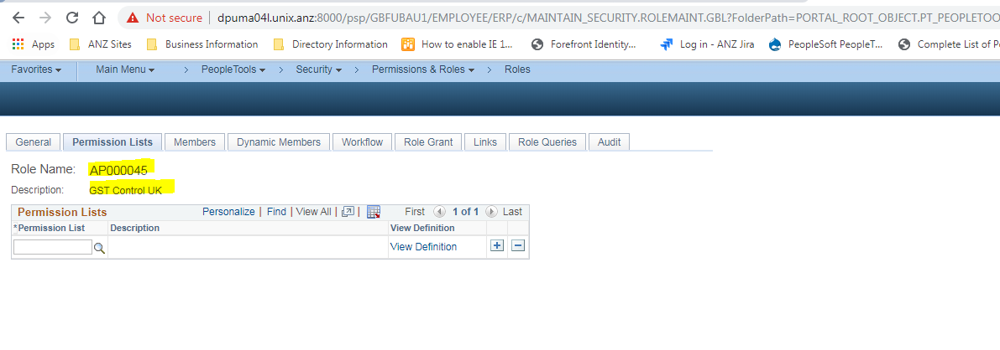 Not secure | dpuma04l.unix.anz:8000/psp/GBFUBAU1/EMPLOYEE/ERP/c/MAINTAIN_SECURITY.ROLEMAINT.GBL?FolderPath=PORTAL_ROOT_OBJECT.PT_PEOPLETOO
Apps ANZ Sites Business Information Directory Information How to enable IE 1... Forefront Identity... Log in - ANZ Jira PeopleSoft PeopleT... Complete List of P
Favorites Main Menu > PeopleTools > Security > Permissions & Roles > Roles
General Permission Lists Members Dynamic Members Workflow Role Grant Links Role Queries Audit
Role Name: AP000045
Description: GST Control UK
Permission Lists Personalize | Find | View All | | First 1 of 1 Last
*Permission List Description View Definition
View Definition